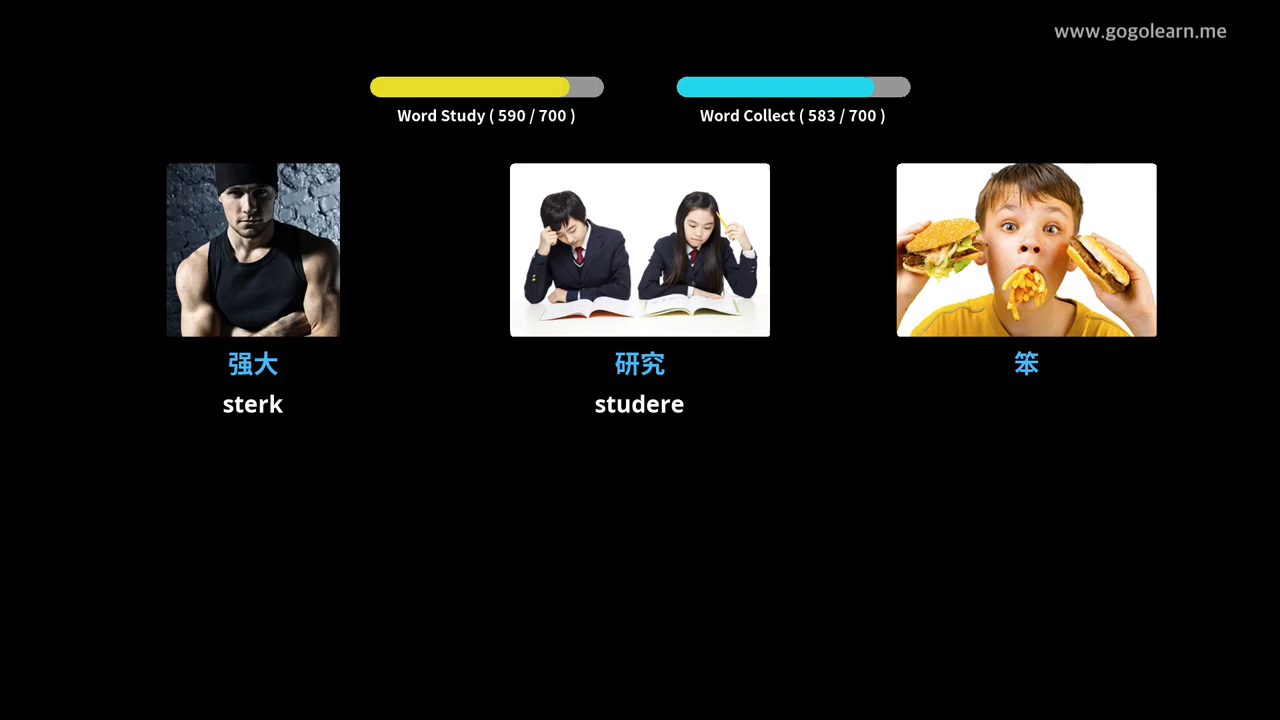 www.gogolearn.me
Word Study ( 590 / 700 )
Word Collect ( 583 / 700 )
强大
研究
笨
sterk
studere